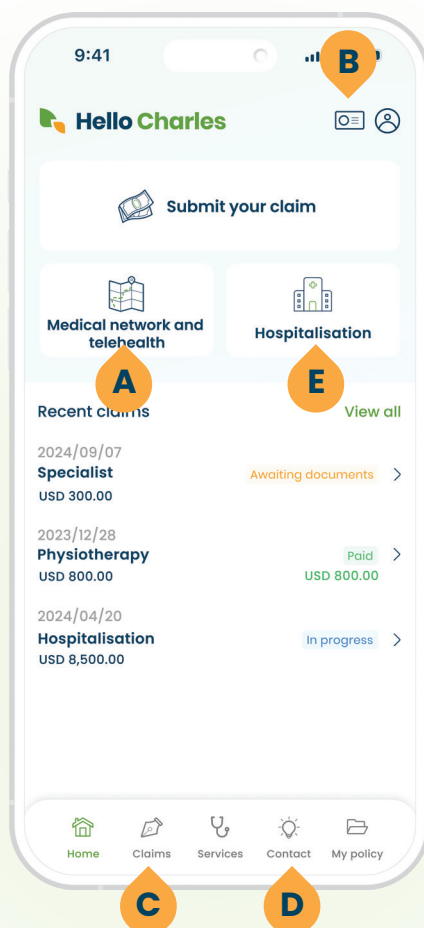 9:41
B
Hello Charles
Submit your claim
Medical network and
telehealth
Hospitalisation
A
E
Recent claims
View all
2024/09/07
Specialist
Awaiting documents
USD 300.00
2023/12/28
Physiotherapy
Paid
USD 800.00
USD 800.00
2024/04/20
Hospitalisation
In progress
USD 8,500.00
Home
Claims
Services
Contact
My policy
C
D